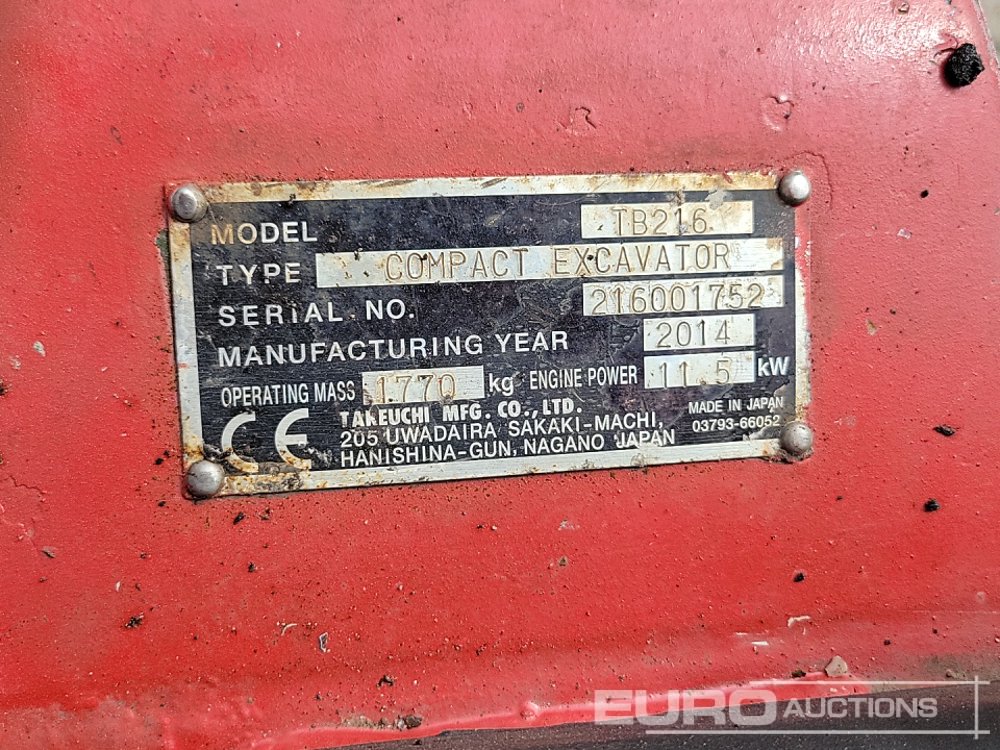 MODEL TB216
TYPE COMPACT EXCAVATOR
SERIAL NO. 216001752
MANUFACTURING YEAR 2014
OPERATING MASS 1770 kg ENGINE POWER 11.5 kW
CE
TAKEUCHI MFG. CO., LTD.
205 UWADAIRA SAKAKI-MACHI,
HANISHINA-GUN, NAGANO JAPAN
MADE IN JAPAN
03793-66052
EURO AUCTIONS